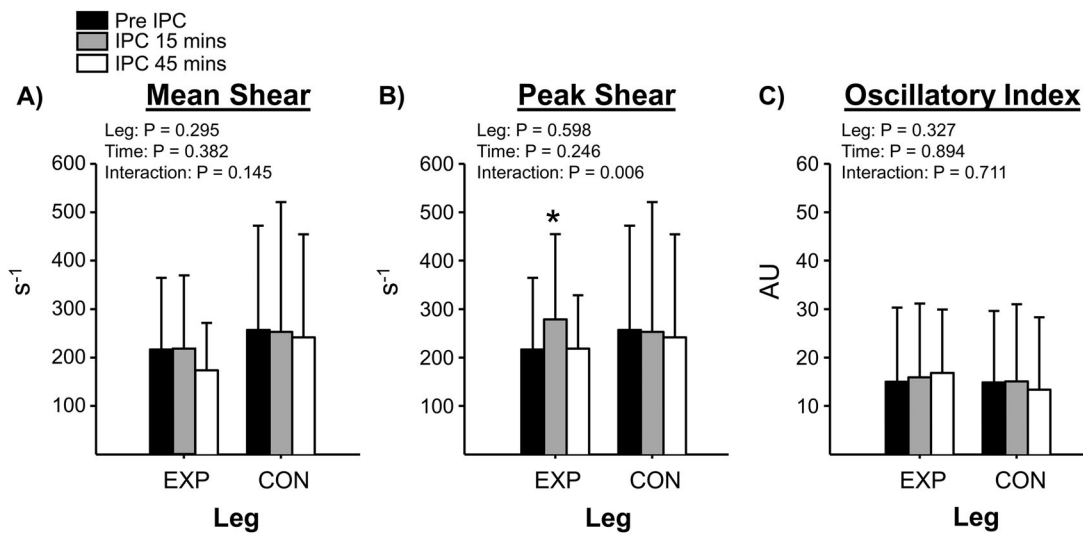 Pre IPC
IPC 15 mins
IPC 45 mins
A) Mean Shear
Leg: P = 0.295
Time: P = 0.382
Interaction: P = 0.145
600
500
400
300
200
100
s⁻¹
EXP CON
Leg
B) Peak Shear
Leg: P = 0.598
Time: P = 0.246
Interaction: P = 0.006
600
500
400
300
200
100
s⁻¹
*
EXP CON
Leg
C) Oscillatory Index
Leg: P = 0.327
Time: P = 0.894
Interaction: P = 0.711
60
50
40
30
20
10
AU
EXP CON
Leg